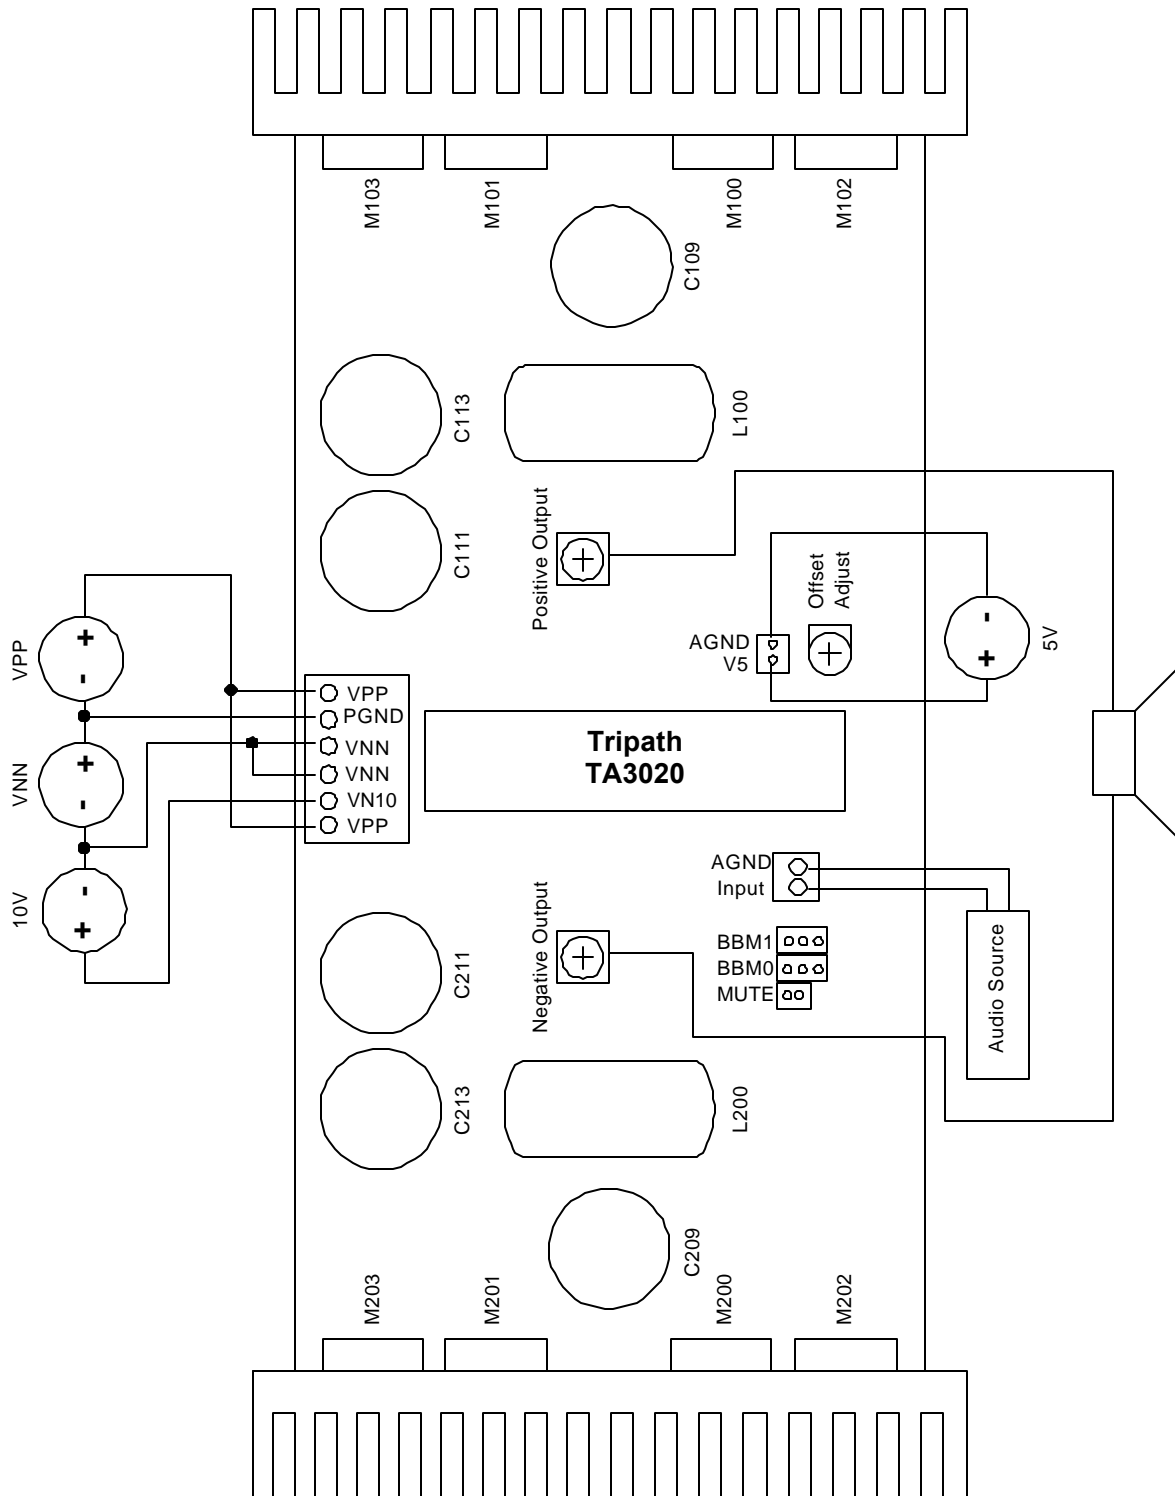 M103
M101
M100
M102
C109
C113
L100
C111
Positive Output
Offset
Adjust
AGND
V5
-
+
5V
VPP
+
-
VNN
+
-
10V
-
+
VPP
PGND
VNN
VNN
VN10
VPP
Tripath
TA3020
AGND
Input
BBM1
BBM0
MUTE
Audio Source
C211
Negative Output
C213
L200
C209
M203
M201
M200
M202